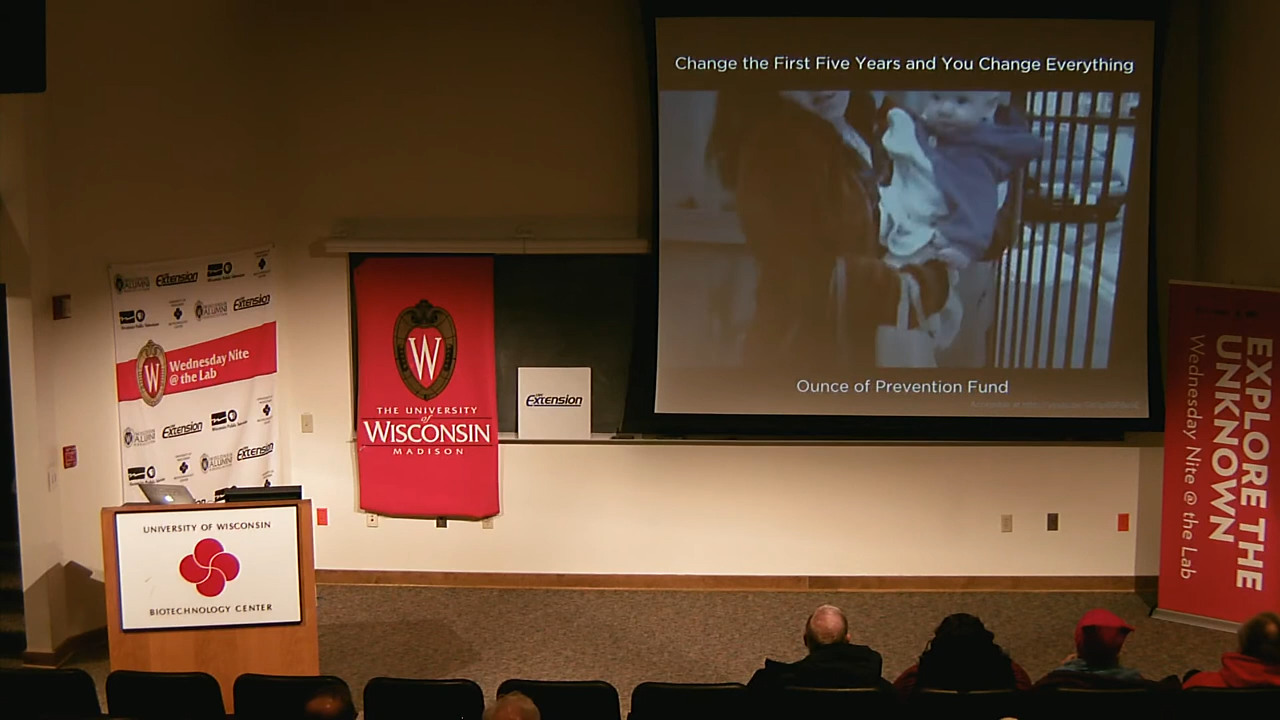 Change the First Five Years and You Change Everything
Ounce of Prevention Fund
Extension
Extension
Wednesday Nite
@ the Lab
Extension
Extension
W
THE UNIVERSITY
of
WISCONSIN
MADISON
Extension
UNIVERSITY OF WISCONSIN
BIOTECHNOLOGY CENTER
EXPLORE THE
UNKNOWN
Wednesday Nite @ the Lab